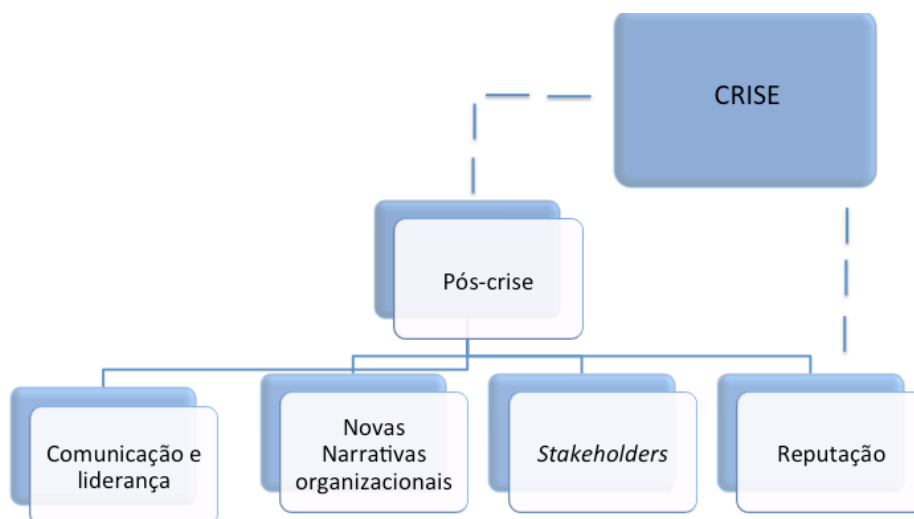 CRISE
Pós-crise
Comunicação e
liderança
Novas
Narrativas
organizacionais
Stakeholders
Reputação